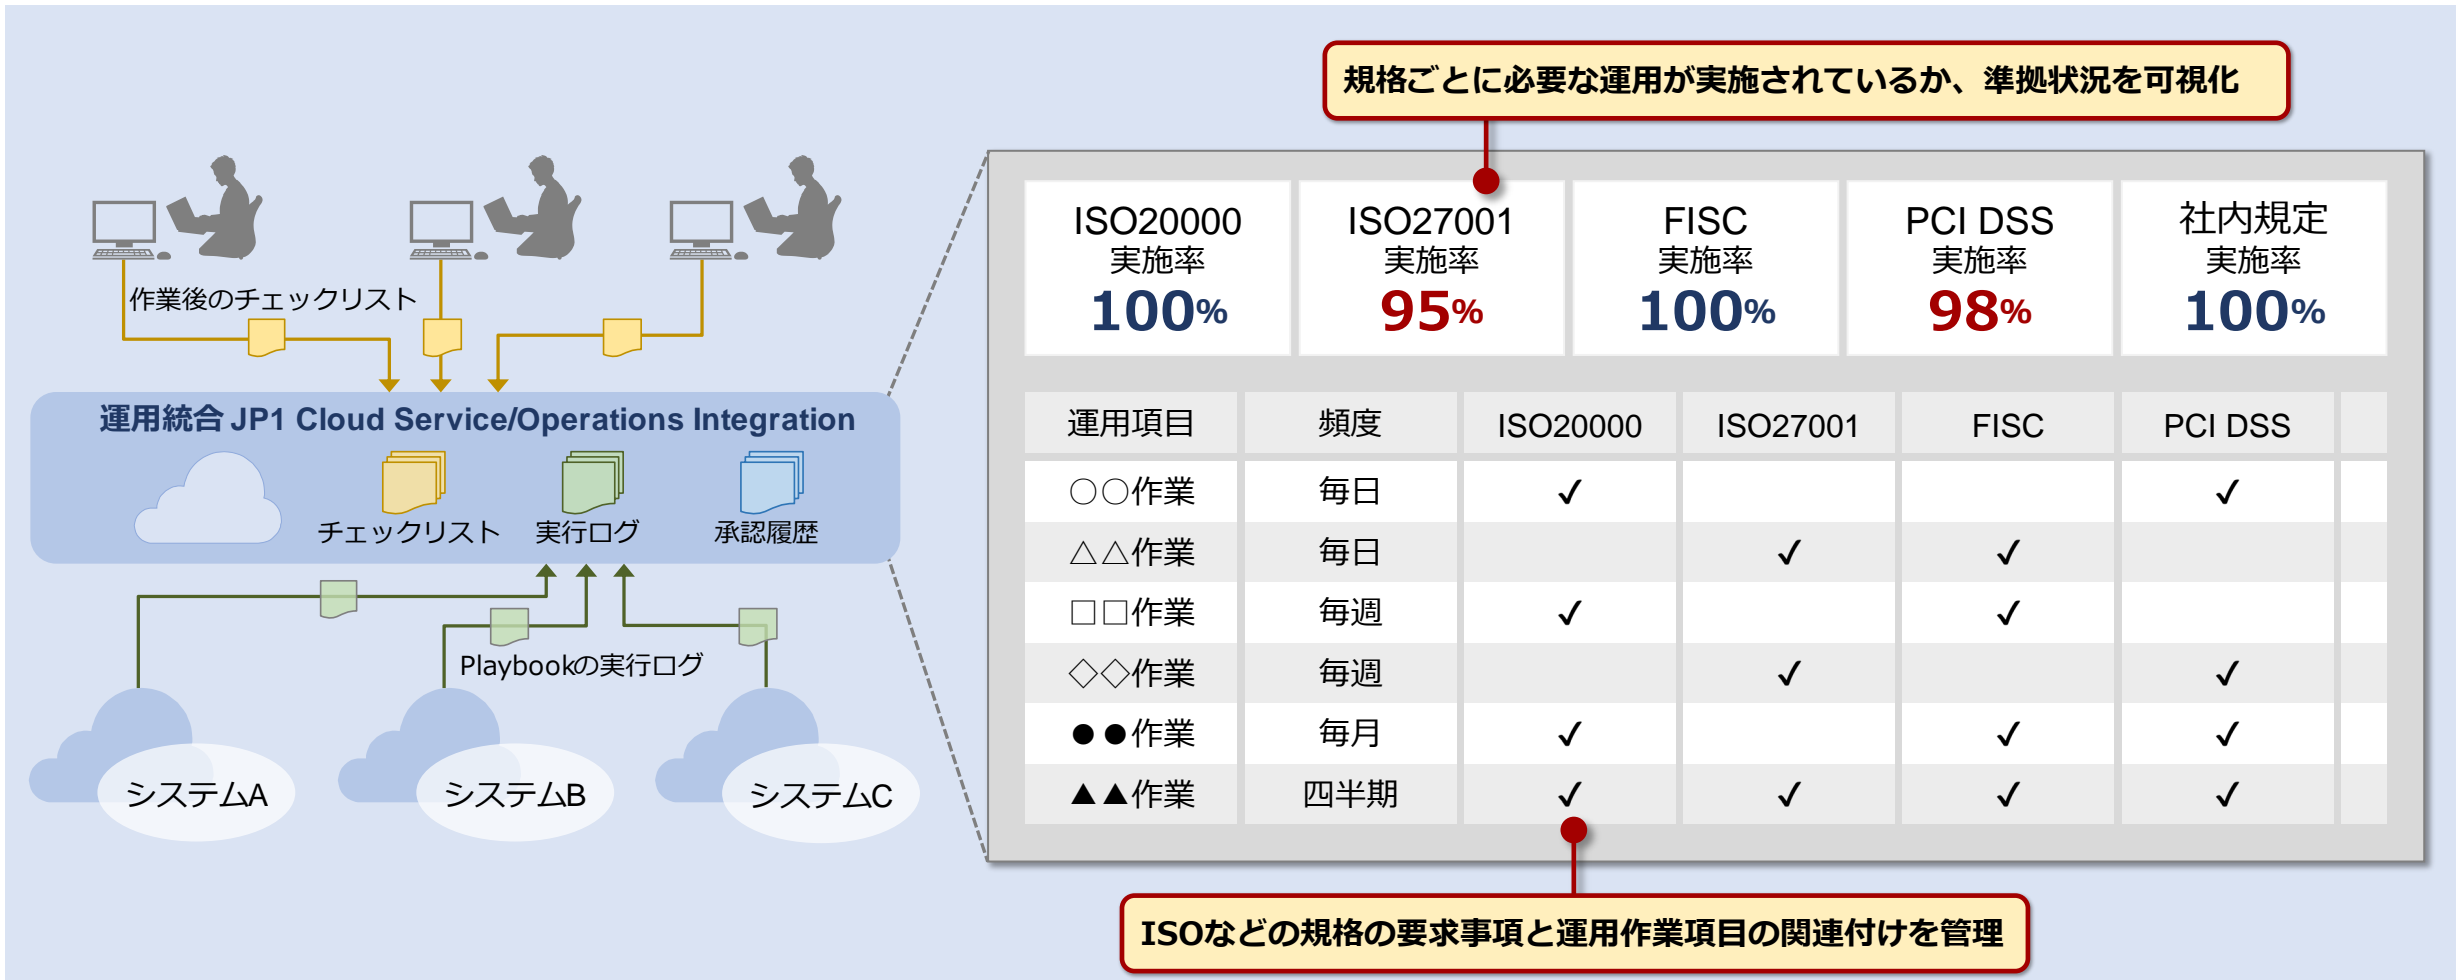 規格ごとに必要な運用が実施されているか、準拠状況を可視化
作業後のチェックリスト
運用統合 JP1 Cloud Service/Operations Integration
チェックリスト
実行ログ
承認履歴
Playbookの実行ログ
システムA
システムB
システムC
ISO20000
実施率
100%
ISO27001
実施率
95%
FISC
実施率
100%
PCI DSS
実施率
98%
社内規定
実施率
100%
運用項目 頻度 ISO20000 ISO27001 FISC PCI DSS
○○作業 毎日 ✓ ✓
△△作業 毎日 ✓ ✓
□□作業 毎週 ✓ ✓
◇◇作業 毎週 ✓ ✓
●●作業 毎月 ✓ ✓ ✓
▲▲作業 四半期 ✓ ✓ ✓ ✓
ISOなどの規格の要求事項と運用作業項目の関連付けを管理